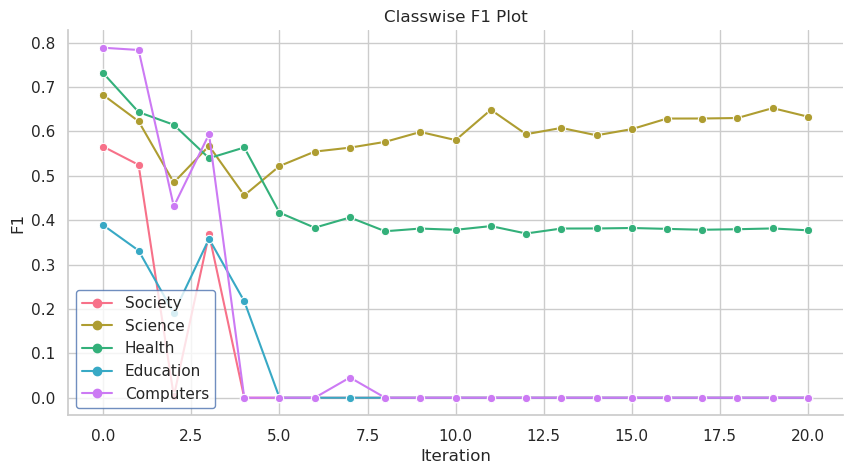 Classwise F1 Plot
0.8
0.7
0.6
0.5
0.4
0.3
0.2
0.1
0.0
F1
Society
Science
Health
Education
Computers
0.0 2.5 5.0 7.5 10.0 12.5 15.0 17.5 20.0
Iteration